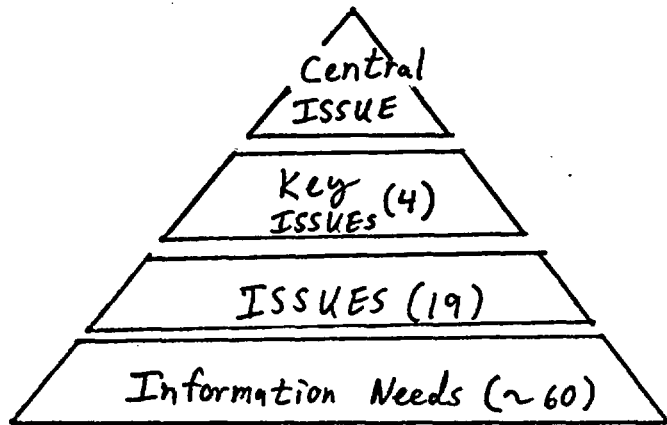 Central
ISSUE
Key
ISSUEs (4)
ISSUES (19)
Information Needs (~60)